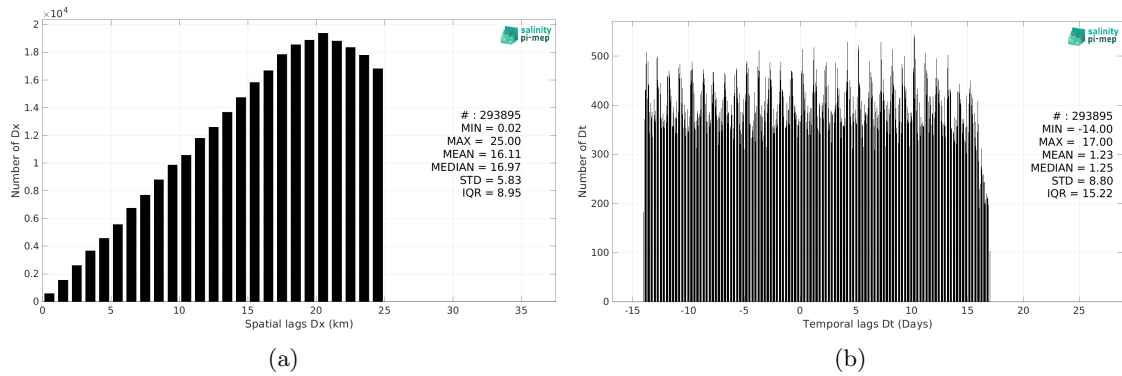 ×10⁴
2
1.8
1.6
1.4
1.2
1
0.8
0.6
0.4
0.2
0
Number of Dx
salinity
pi-mep
# : 293895
MIN = 0.02
MAX = 25.00
MEAN = 16.11
MEDIAN = 16.97
STD = 5.83
IQR = 8.95
0 5 10 15 20 25 30 35
Spatial lags Dx (km)
(a)
500
400
300
200
100
0
Number of Dt
salinity
pi-mep
# : 293895
MIN = -14.00
MAX = 17.00
MEAN = 1.23
MEDIAN = 1.25
STD = 8.80
IQR = 15.22
-15 -10 -5 0 5 10 15 20 25
Temporal lags Dt (Days)
(b)